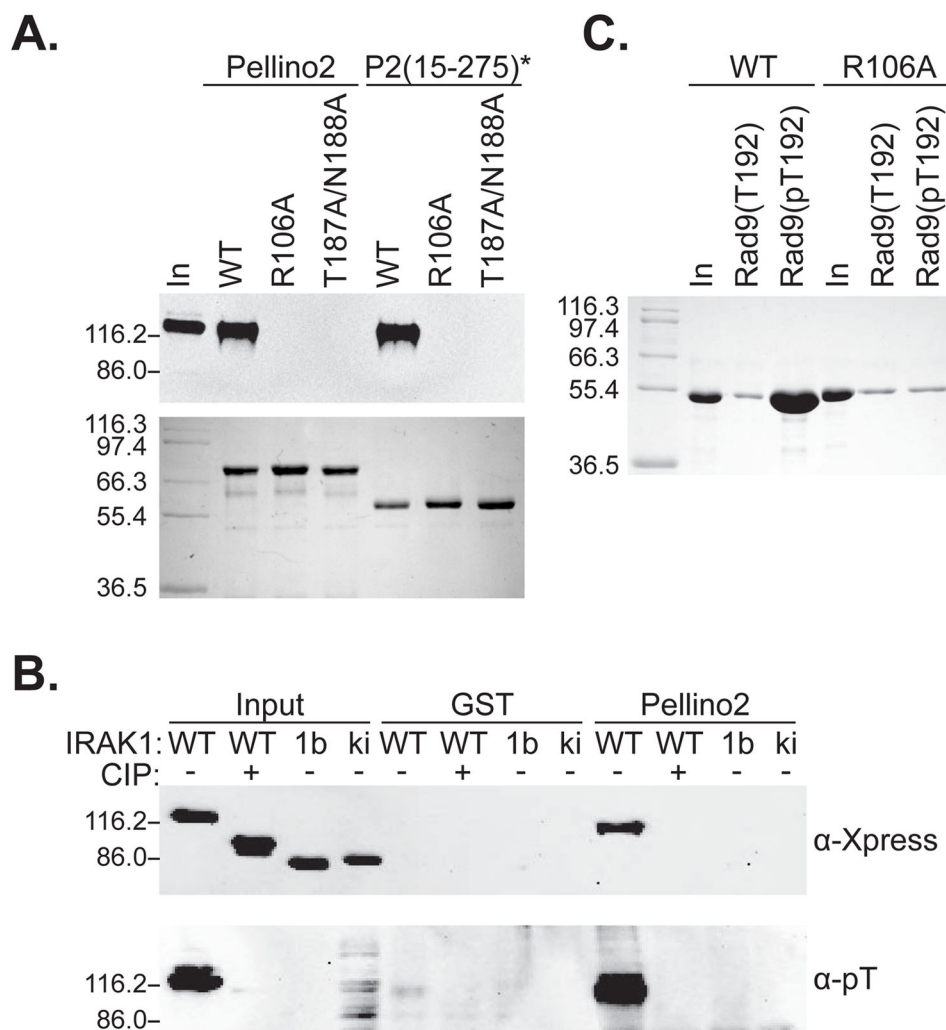 A.
Pellino2 P2(15-275)*
In WT R106A T187A/N188A WT R106A T187A/N188A
116.2
86.0
116.3
97.4
66.3
55.4
36.5
C.
WT R106A
In Rad9(T192) Rad9(pT192) In Rad9(T192) Rad9(pT192)
116.3
97.4
66.3
55.4
36.5
B.
Input GST Pellino2
IRAK1: WT WT 1b ki WT WT 1b ki WT WT 1b ki
CIP: - + - - - + - - - + - -
116.2
86.0
α-Xpress
116.2
86.0
α-pT